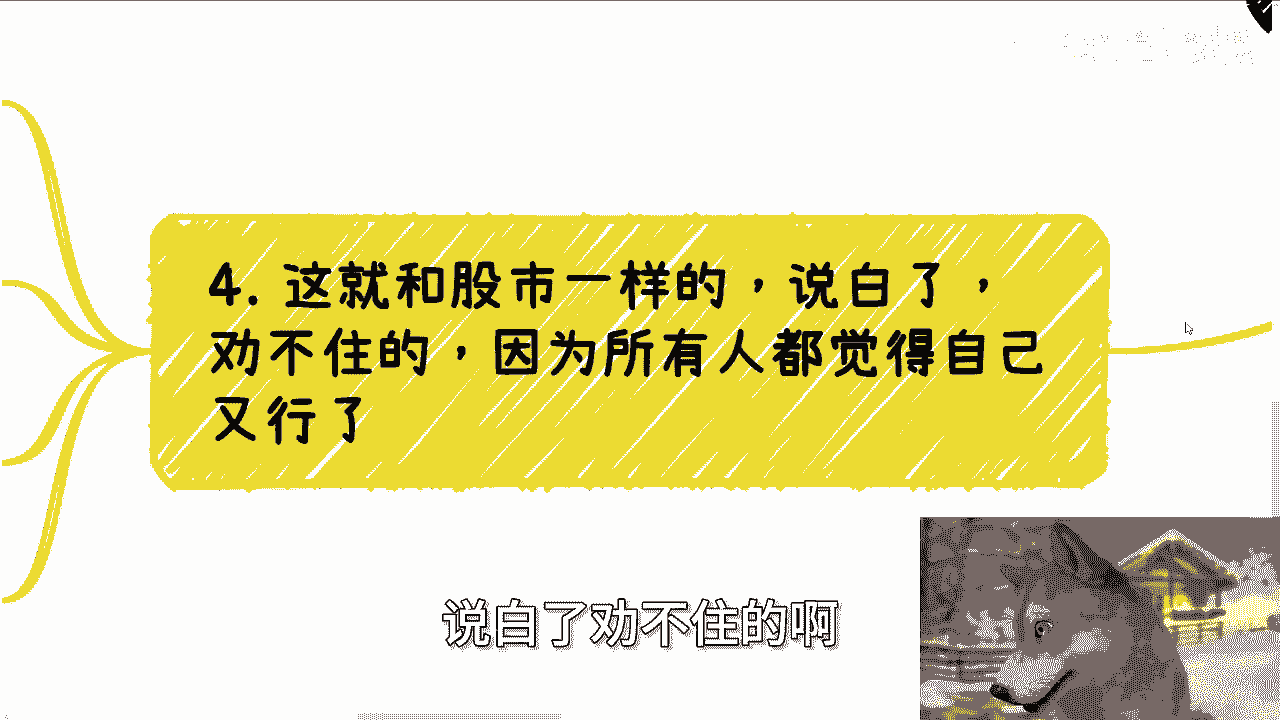 4. 这就和股市一样的，说白了，
劝不住的，因为所有人都觉得自己
又行了
说白了劝不住的啊